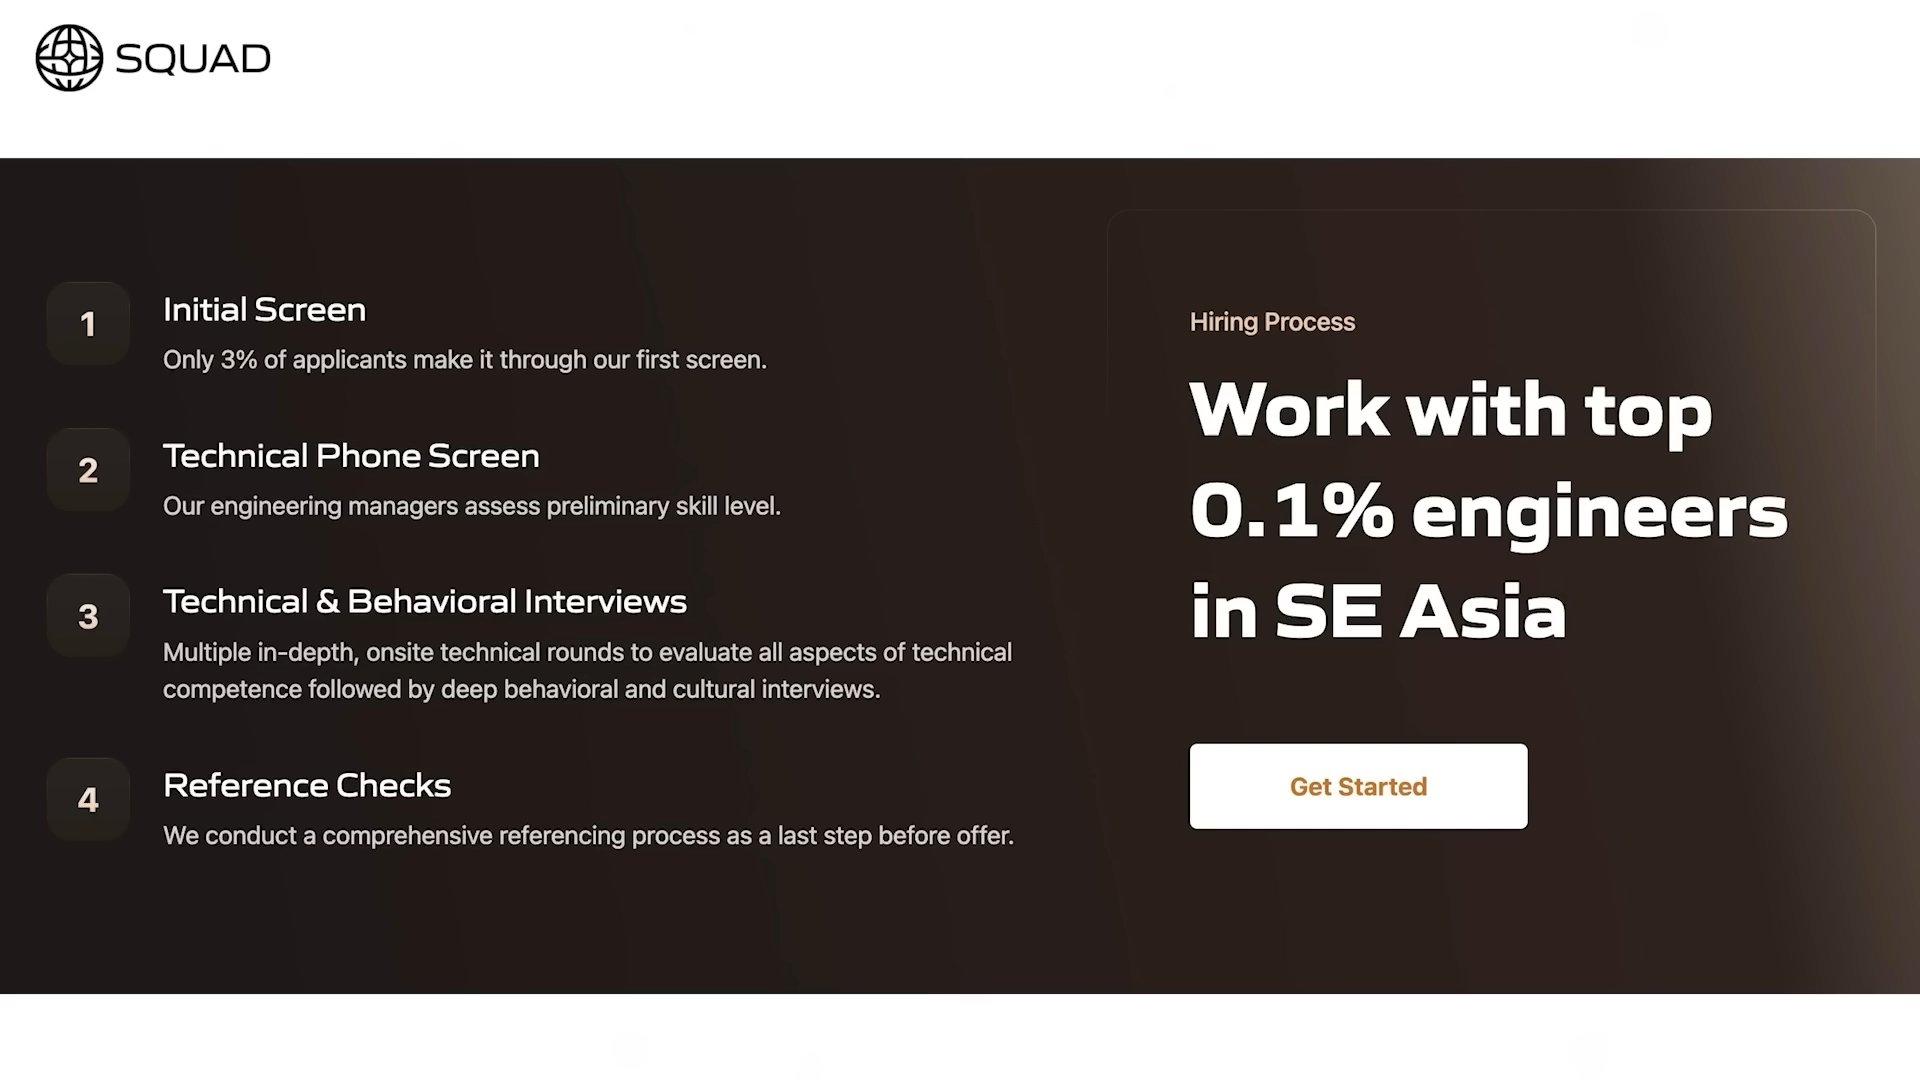 SQUAD
1
Initial Screen
Only 3% of applicants make it through our first screen.
2
Technical Phone Screen
Our engineering managers assess preliminary skill level.
3
Technical & Behavioral Interviews
Multiple in-depth, onsite technical rounds to evaluate all aspects of technical
competence followed by deep behavioral and cultural interviews.
4
Reference Checks
We conduct a comprehensive referencing process as a last step before offer.
Hiring Process
Work with top
0.1% engineers
in SE Asia
Get Started